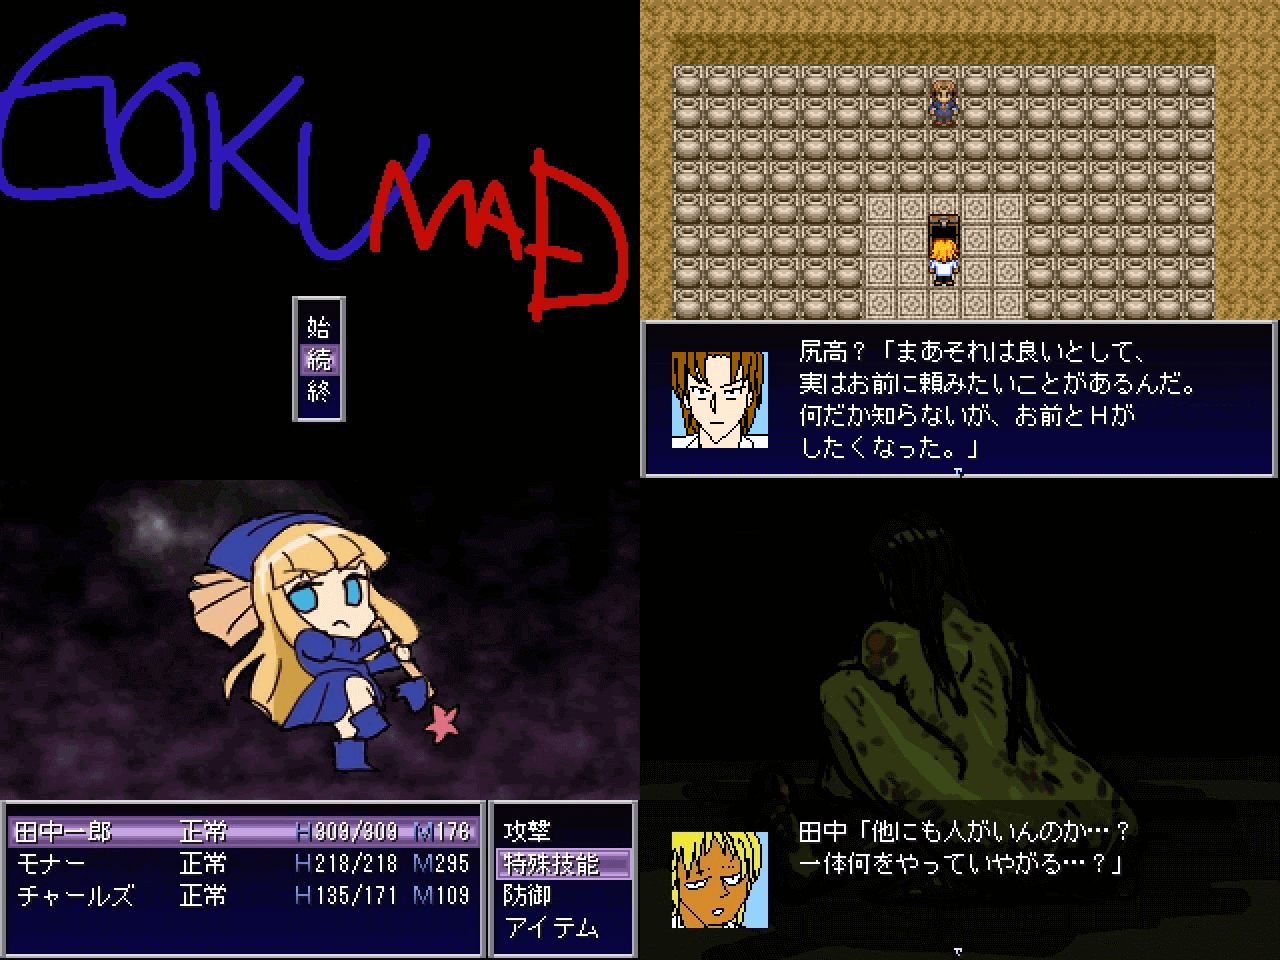 GOKU MAD
始
続
終
尻高？「まあそれは良いとして、
実はお前に頼みたいことがあるんだ。
何だか知らないが、お前とＨが
したくなった。」
田中一郎 正常 H309/309 M176
モナー 正常 H218/218 M295
チャールズ 正常 H135/171 M109
攻撃
特殊技能
防御
アイテム
田中「他にも人がいんのか…？
一体何をやっていやがる…？」